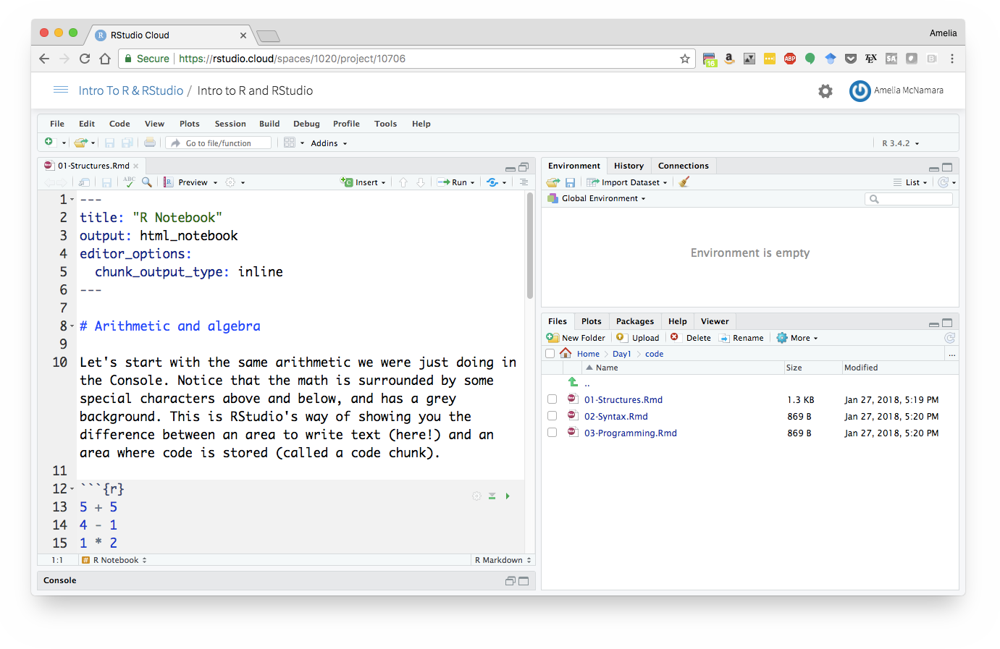 RStudio Cloud
Amelia
Secure https://rstudio.cloud/spaces/1020/project/10706
Intro To R & RStudio / Intro to R and RStudio
Amelia McNamara
File Edit Code View Plots Session Build Debug Profile Tools Help
Go to file/function Addins R 3.4.2
01-Structures.Rmd
ABC Preview Insert Run
1 ---
2 title: "R Notebook"
3 output: html_notebook
4 editor_options:
5 chunk_output_type: inline
6 ---
7
8 # Arithmetic and algebra
9
10 Let's start with the same arithmetic we were just doing in
the Console. Notice that the math is surrounded by some
special characters above and below, and has a grey
background. This is RStudio's way of showing you the
difference between an area to write text (here!) and an
area where code is stored (called a code chunk).
11
12 ```{r}
13 5 + 5
14 4 - 1
15 1 * 2
1:1 # R Notebook R Markdown
Console
Environment History Connections
Import Dataset List
Global Environment
Environment is empty
Files Plots Packages Help Viewer
New Folder Upload Delete Rename More
Home Day1 code ...
Name Size Modified
..
01-Structures.Rmd 1.3 KB Jan 27, 2018, 5:19 PM
02-Syntax.Rmd 869 B Jan 27, 2018, 5:20 PM
03-Programming.Rmd 869 B Jan 27, 2018, 5:20 PM